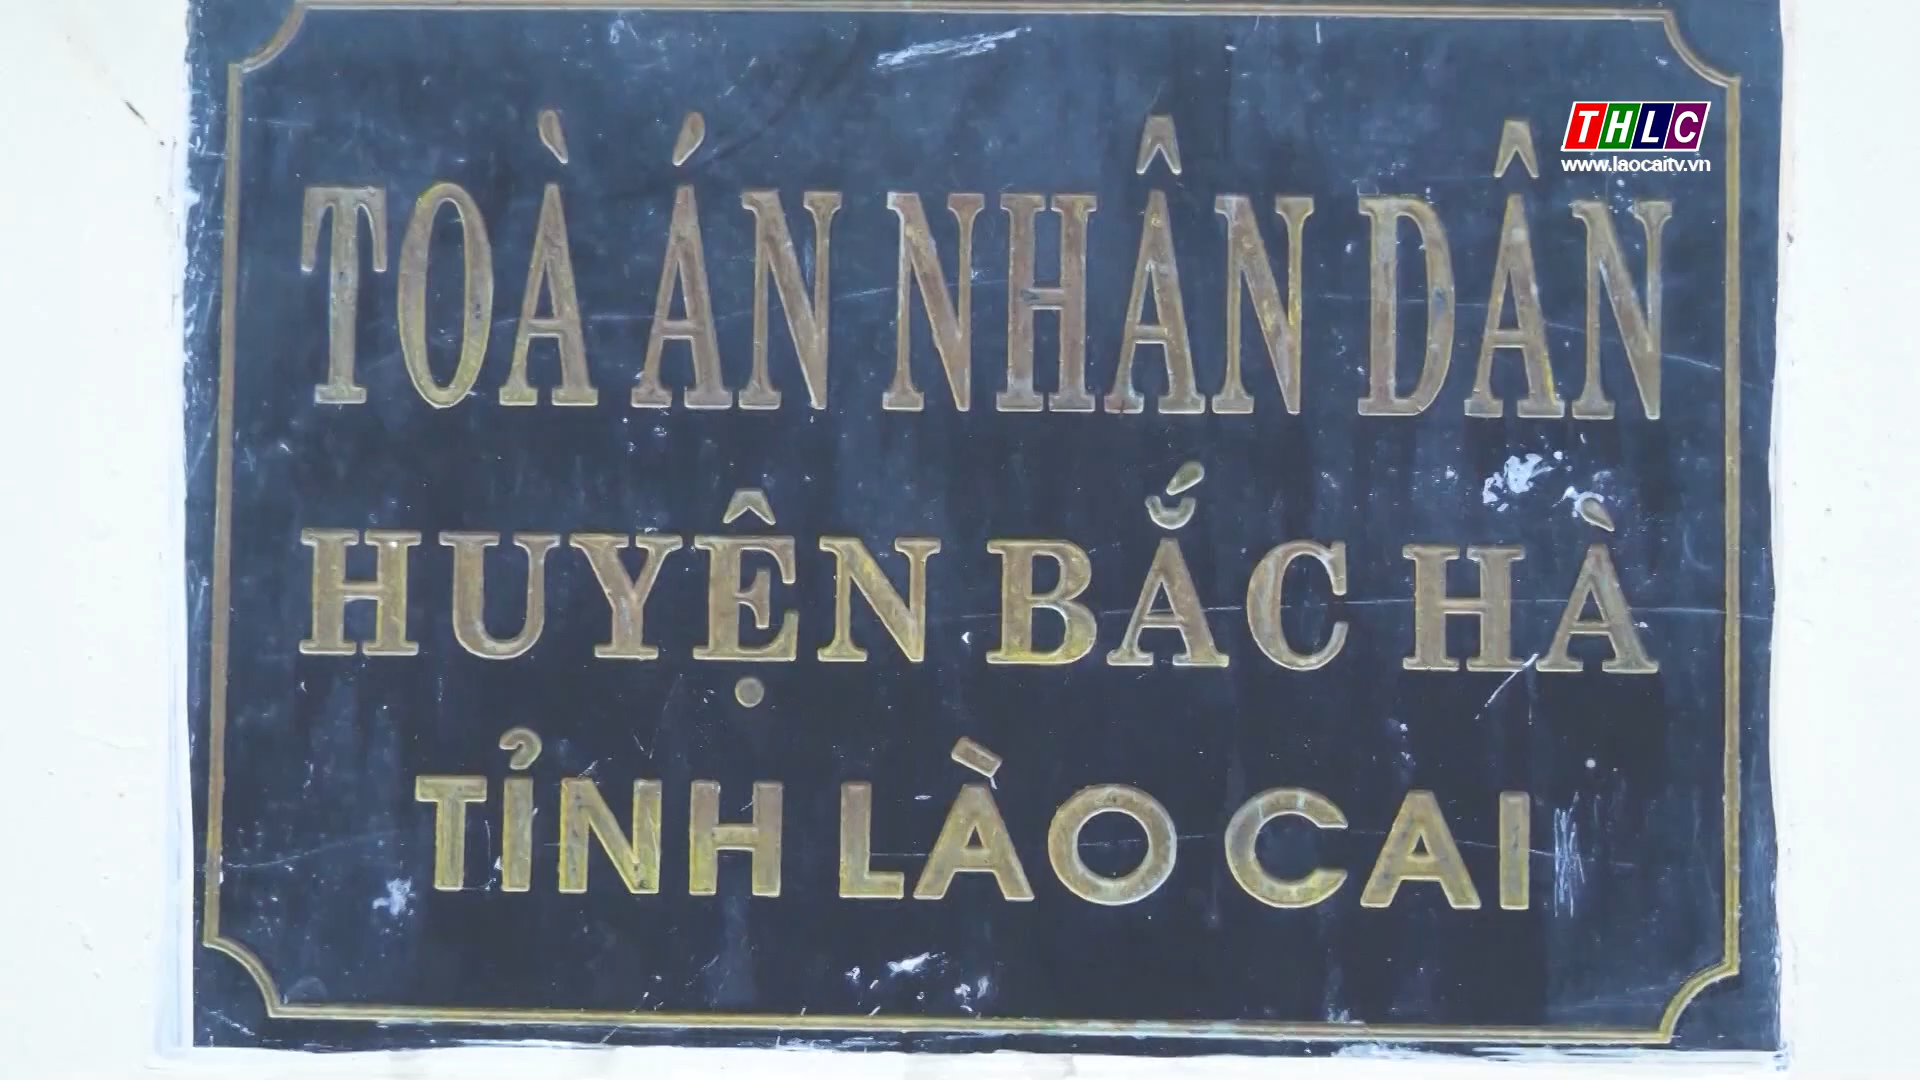 THLC
www.laocaitv.vn
TOÀ ÁN NHÂN DÂN
HUYỆN BẮC HÀ
TỈNH LÀO CAI